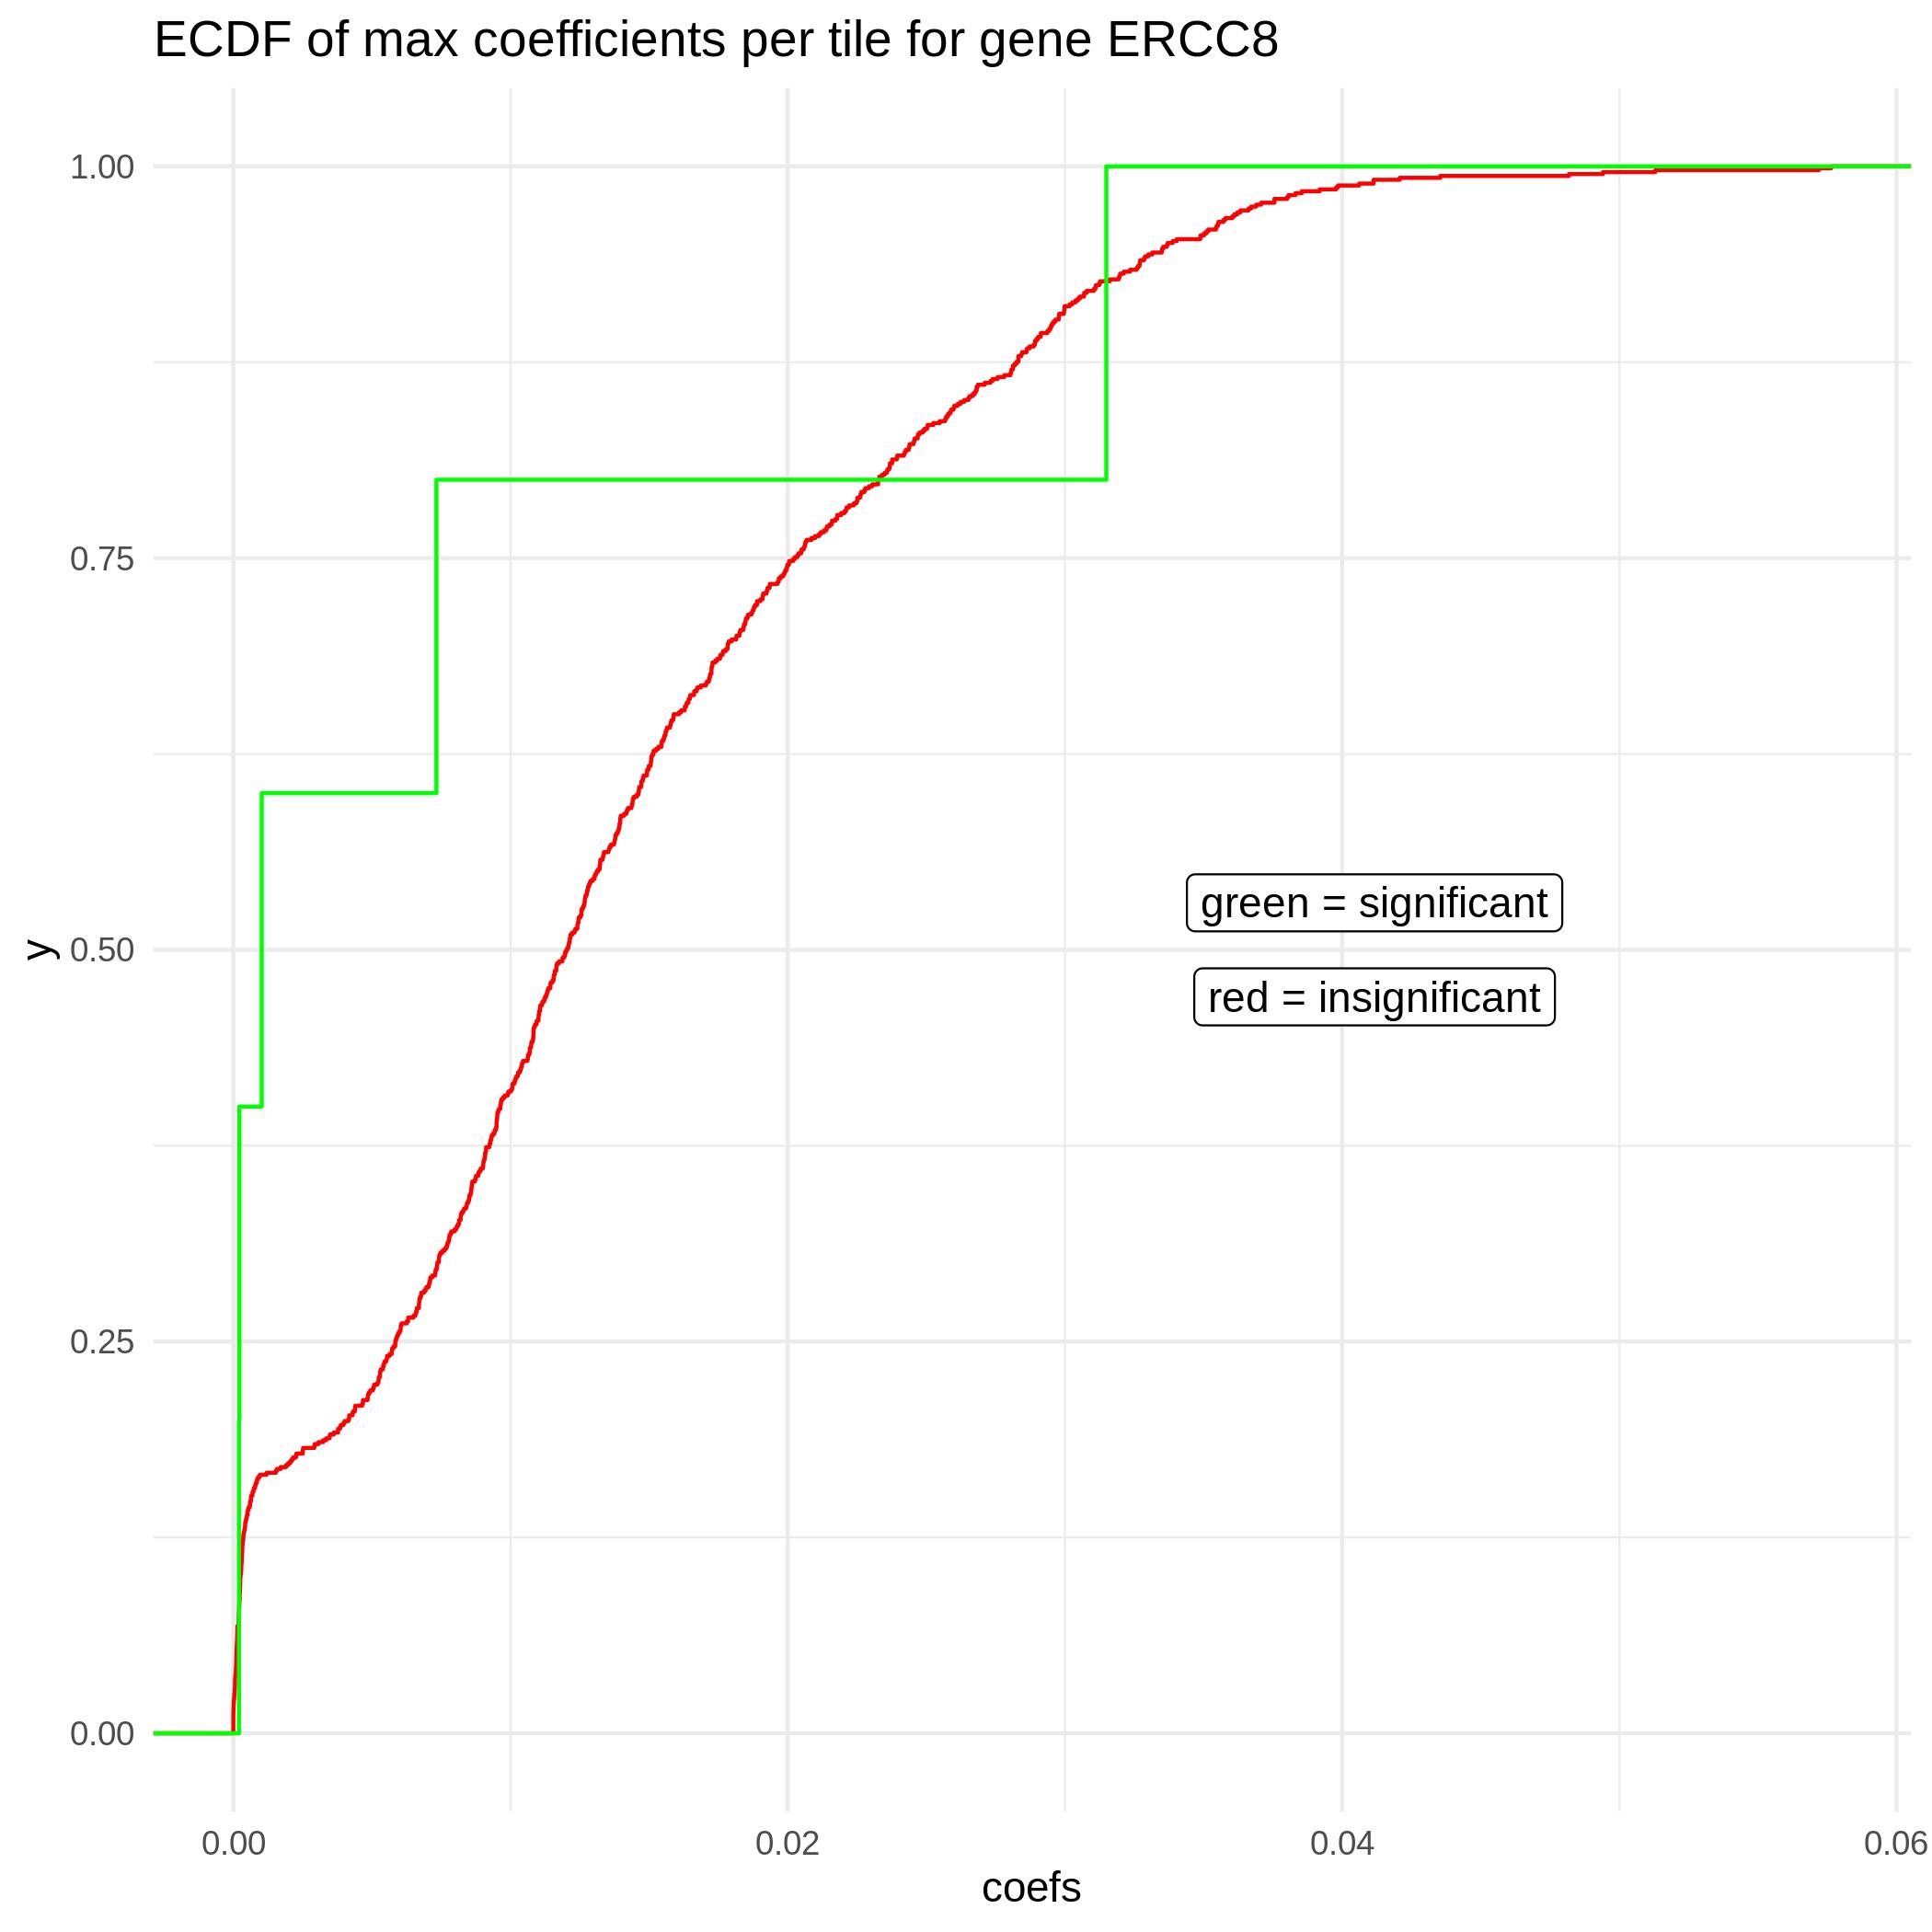 ECDF of max coefficients per tile for gene ERCC8
1.00
0.75
0.50
0.25
0.00
y
green = significant
red = insignificant
0.00 0.02 0.04 0.06
coefs